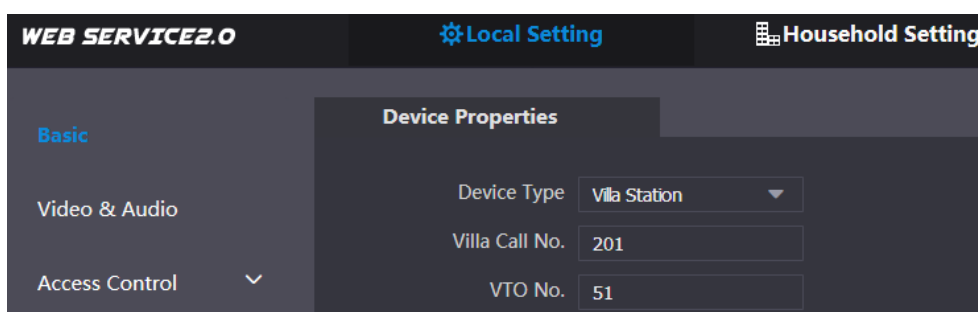 WEB SERVICE2.0
Local Setting
Household Setting
Basic
Video & Audio
Access Control
Device Properties
Device Type Villa Station
Villa Call No. 201
VTO No. 51